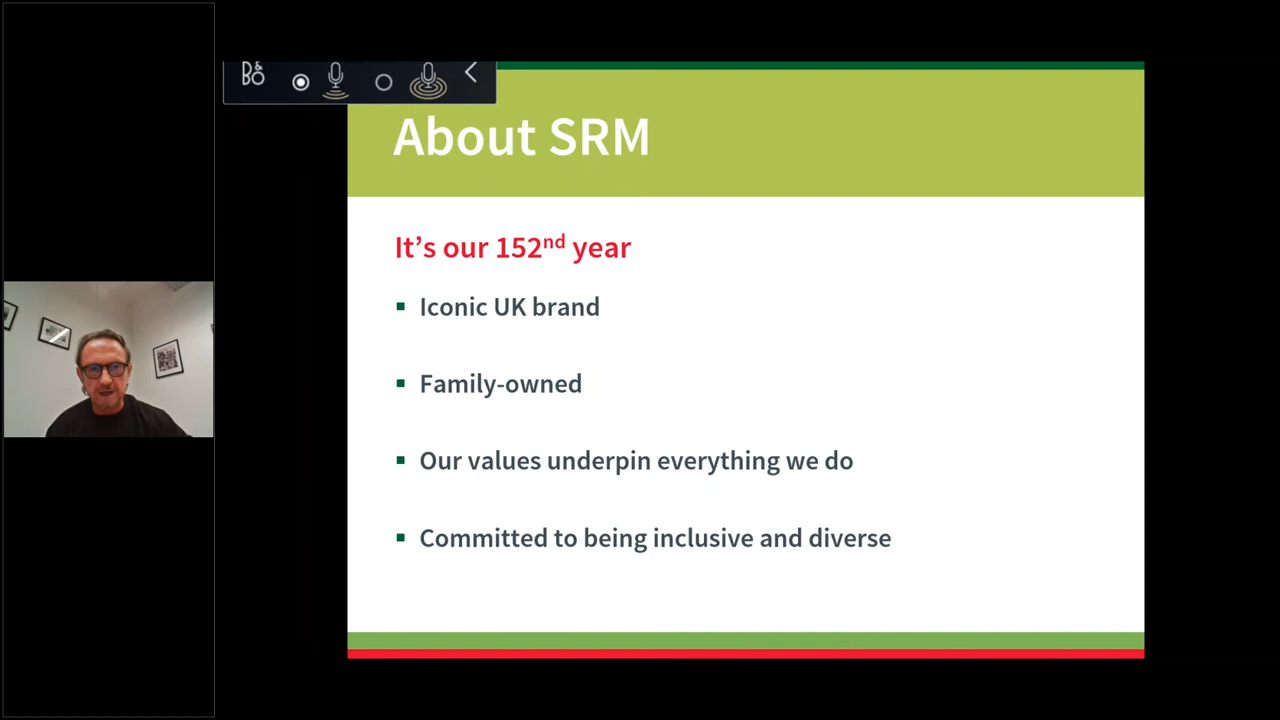 B&
BO
About SRM
It's our 152nd year
Iconic UK brand
Family-owned
Our values underpin everything we do
Committed to being inclusive and diverse